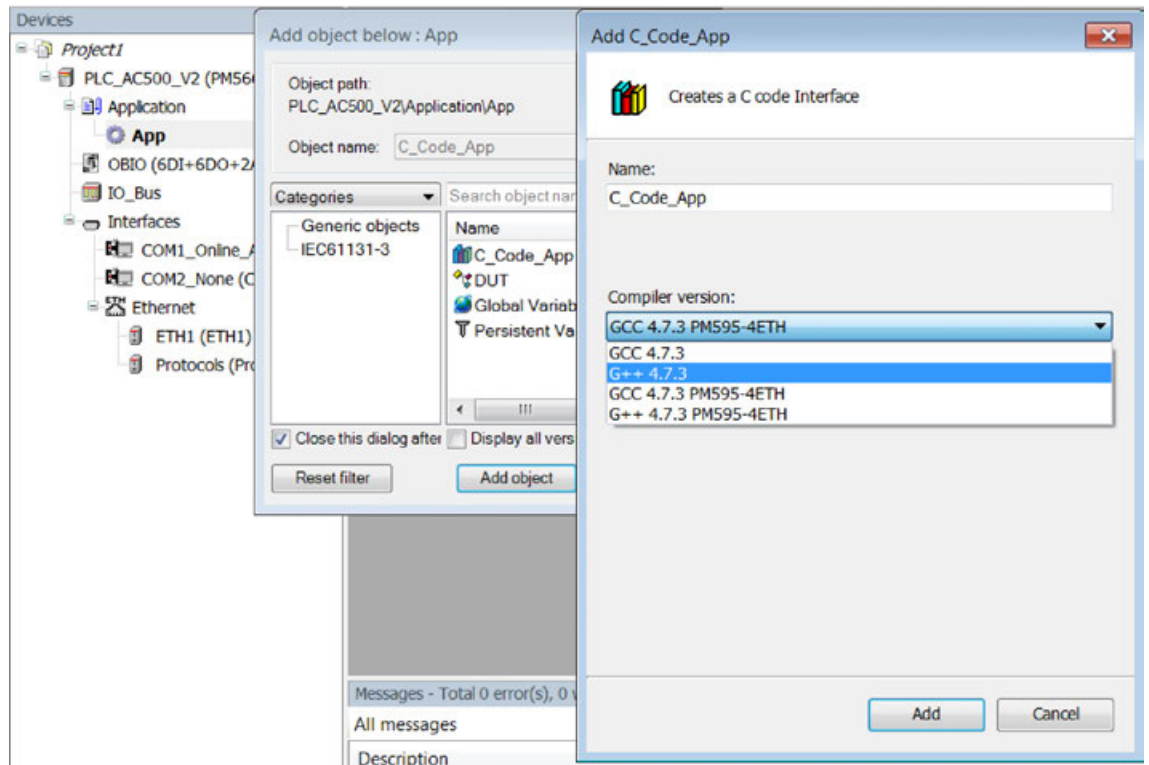 Devices
Project1
PLC_AC500_V2 (PM56
Application
App
OBIO (6DI+6DO+2A
IO_Bus
Interfaces
COM1_Online_A
COM2_None (C
ETH Ethernet
ETH1 (ETH1)
Protocols (Pro
Add object below : App
Object path:
PLC_AC500_V2\Application\App
Object name: C_Code_App
Categories Search object nam
Generic objects
IEC61131-3
Name
C_Code_App
DUT
Global Variab
Persistent Va
Close this dialog after Display all vers
Reset filter Add object
Messages - Total 0 error(s), 0 w
All messages
Description
Add C_Code_App
Creates a C code Interface
Name:
C_Code_App
Compiler version:
GCC 4.7.3 PM595-4ETH
GCC 4.7.3
G++ 4.7.3
GCC 4.7.3 PM595-4ETH
G++ 4.7.3 PM595-4ETH
Add Cancel